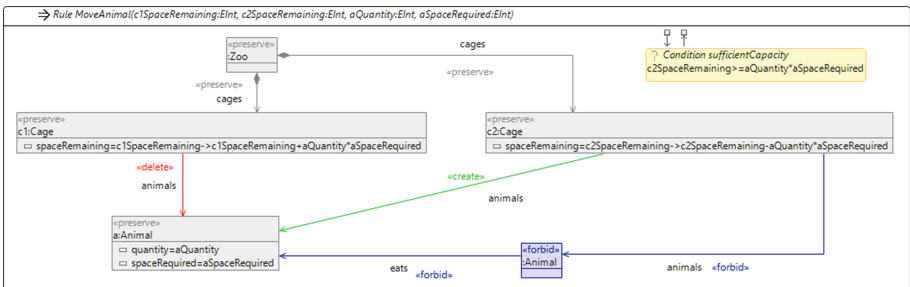 Rule MoveAnimal(c1SpaceRemaining:EInt, c2SpaceRemaining:EInt, aQuantity:EInt, aSpaceRequired:EInt)
«preserve»
:Zoo
cages
«preserve»
«preserve»
cages
? Condition sufficientCapacity
c2SpaceRemaining>=aQuantity*aSpaceRequired
«preserve»
c1:Cage
spaceRemaining=c1SpaceRemaining->c1SpaceRemaining+aQuantity*aSpaceRequired
«preserve»
c2:Cage
spaceRemaining=c2SpaceRemaining->c2SpaceRemaining-aQuantity*aSpaceRequired
«delete»
animals
«create»
animals
«preserve»
a:Animal
quantity=aQuantity
spaceRequired=aSpaceRequired
eats
«forbid»
«forbid»
:Animal
animals «forbid»